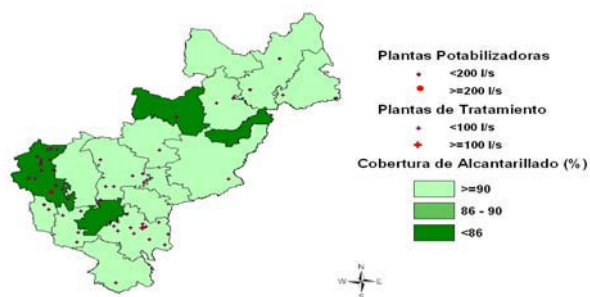 Plantas Potabilizadoras
<200 l/s
>=200 l/s
Plantas de Tratamiento
<100 l/s
>=100 l/s
Cobertura de Alcantarillado (%)
>=90
86 - 90
<86
N
W E
S